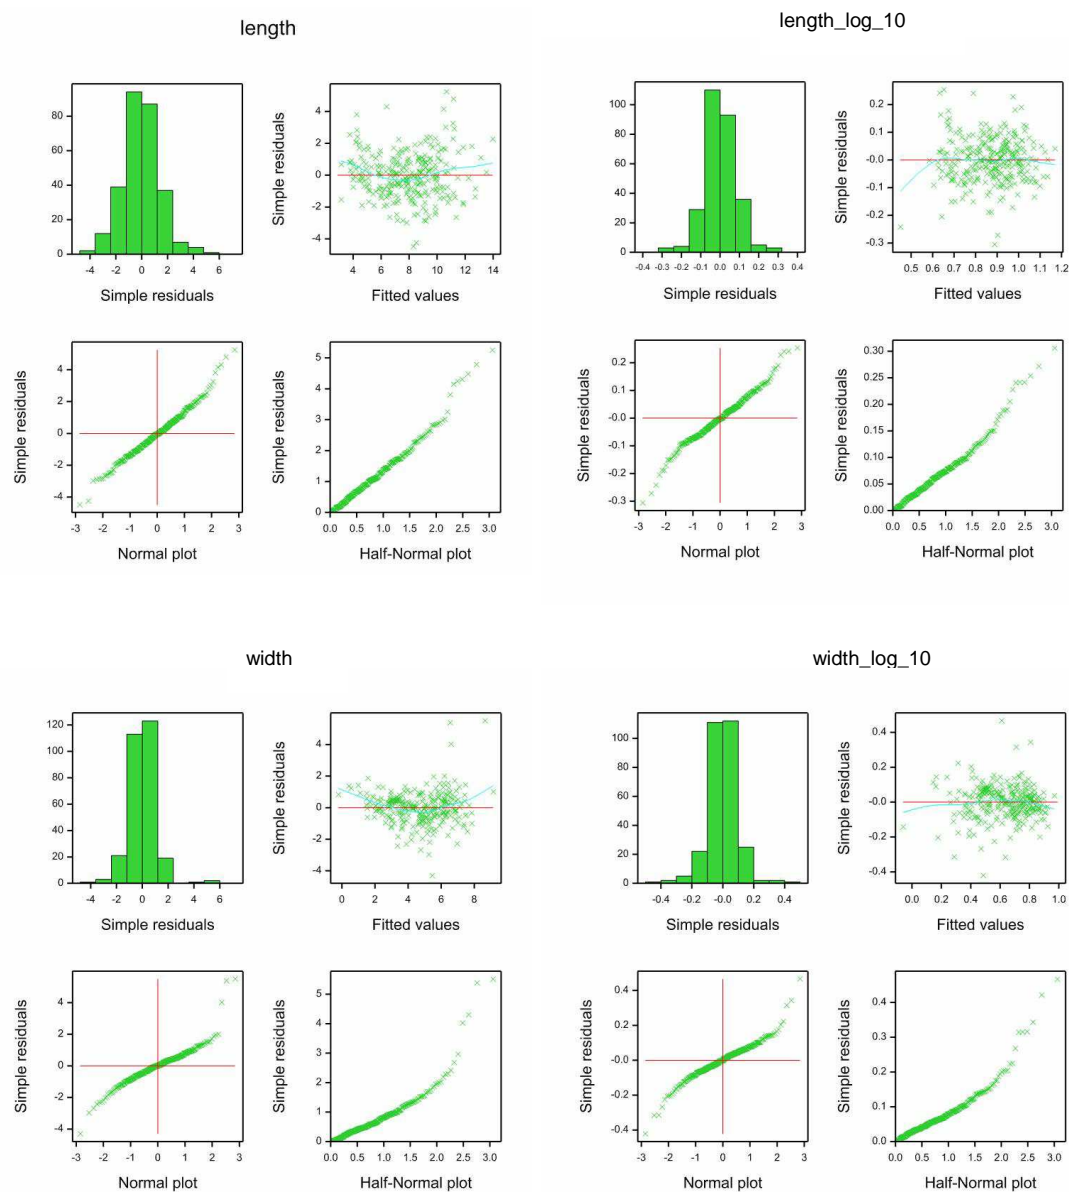 length
80
60
40
20
0
-4 -2 0 2 4 6
Simple residuals
Simple residuals
4
2
0
-2
-4
4 6 8 10 12 14
Fitted values
Simple residuals
4
2
0
-2
-4
-3 -2 -1 0 1 2 3
Normal plot
Simple residuals
5
4
3
2
1
0
0.0 0.5 1.0 1.5 2.0 2.5 3.0
Half-Normal plot
length_log_10
100
80
60
40
20
0
-0.4 -0.3 -0.2 -0.1 -0.0 0.1 0.2 0.3 0.4
Simple residuals
Simple residuals
0.2
0.1
-0.0
-0.1
-0.2
-0.3
0.5 0.6 0.7 0.8 0.9 1.0 1.1 1.2
Fitted values
Simple residuals
0.2
0.1
-0.0
-0.1
-0.2
-0.3
-3 -2 -1 0 1 2 3
Normal plot
Simple residuals
0.30
0.25
0.20
0.15
0.10
0.05
0.00
0.0 0.5 1.0 1.5 2.0 2.5 3.0
Half-Normal plot
width
120
100
80
60
40
20
0
-4 -2 0 2 4 6
Simple residuals
Simple residuals
4
2
0
-2
-4
0 2 4 6 8
Fitted values
Simple residuals
4
2
0
-2
-4
-3 -2 -1 0 1 2 3
Normal plot
Simple residuals
5
4
3
2
1
0
0.0 0.5 1.0 1.5 2.0 2.5 3.0
Half-Normal plot
width_log_10
100
80
60
40
20
0
-0.4 -0.2 -0.0 0.2 0.4
Simple residuals
Simple residuals
0.4
0.2
-0.0
-0.2
-0.4
0.0 0.2 0.4 0.6 0.8 1.0
Fitted values
Simple residuals
0.4
0.2
-0.0
-0.2
-0.4
-3 -2 -1 0 1 2 3
Normal plot
Simple residuals
0.4
0.3
0.2
0.1
0.0
0.0 0.5 1.0 1.5 2.0 2.5 3.0
Half-Normal plot